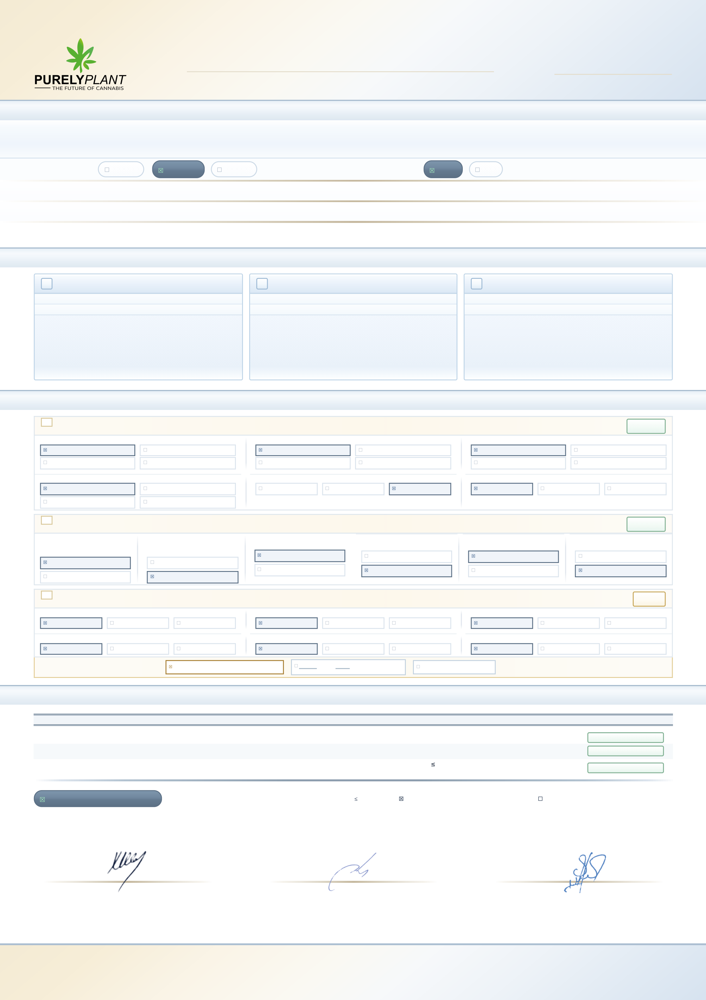 PURELYPLANT
THE FUTURE OF CANNABIS
☐ ☒ ☐ ☒ ☐
☒ ☐ ☒ ☐ ☒ ☐
☐ ☐ ☐ ☐ ☐ ☐
☒ ☐ ☐ ☐ ☒ ☒ ☐ ☐
☐ ☐
☒ ☐ ☒ ☐ ☒ ☐
☐ ☒ ☐ ☒ ☐ ☒
☒ ☐ ☐ ☒ ☐ ☐ ☒ ☐ ☐
☒ ☐ ☐ ☒ ☐ ☐ ☒ ☐ ☐
☒ ☐ ☐
≤
☒ ≤ ☒ ☐